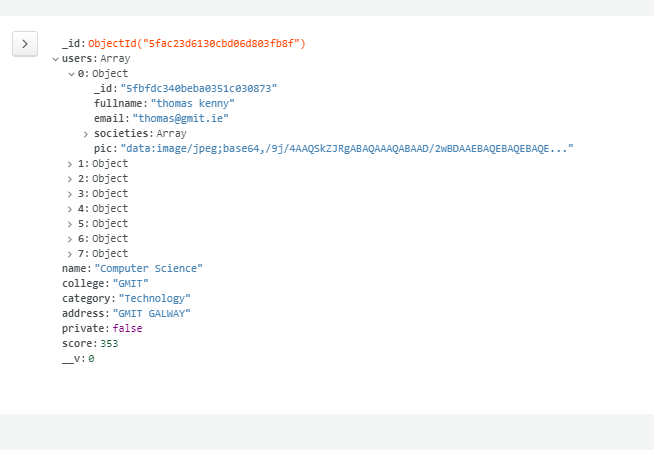 _id: ObjectId("5fac23d6130cbd06d803fb8f")
users: Array
0: Object
_id: "5fbfdc340beba0351c030873"
fullname: "thomas kenny"
email: "thomas@gmit.ie"
societies: Array
pic: "data:image/jpeg;base64,/9j/4AAQSkZJRgABAQAAAQABAAD/2wBDAAEBAQEBAQEBAQE..."
1: Object
2: Object
3: Object
4: Object
5: Object
6: Object
7: Object
name: "Computer Science"
college: "GMIT"
category: "Technology"
address: "GMIT GALWAY"
private: false
score: 353
__v: 0